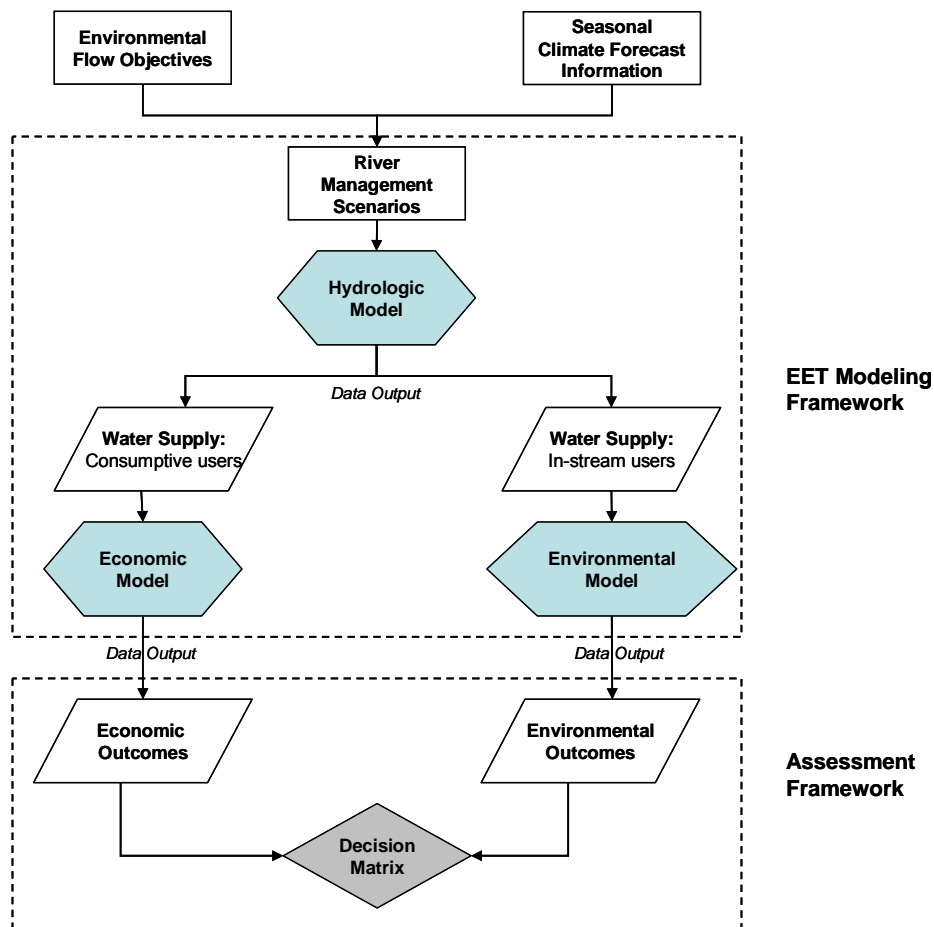 Environmental
Flow Objectives
Seasonal
Climate Forecast
Information
River
Management
Scenarios
Hydrologic
Model
Data Output
Water Supply:
Consumptive users
Water Supply:
In-stream users
EET Modeling
Framework
Economic
Model
Environmental
Model
Data Output
Data Output
Economic
Outcomes
Environmental
Outcomes
Assessment
Framework
Decision
Matrix